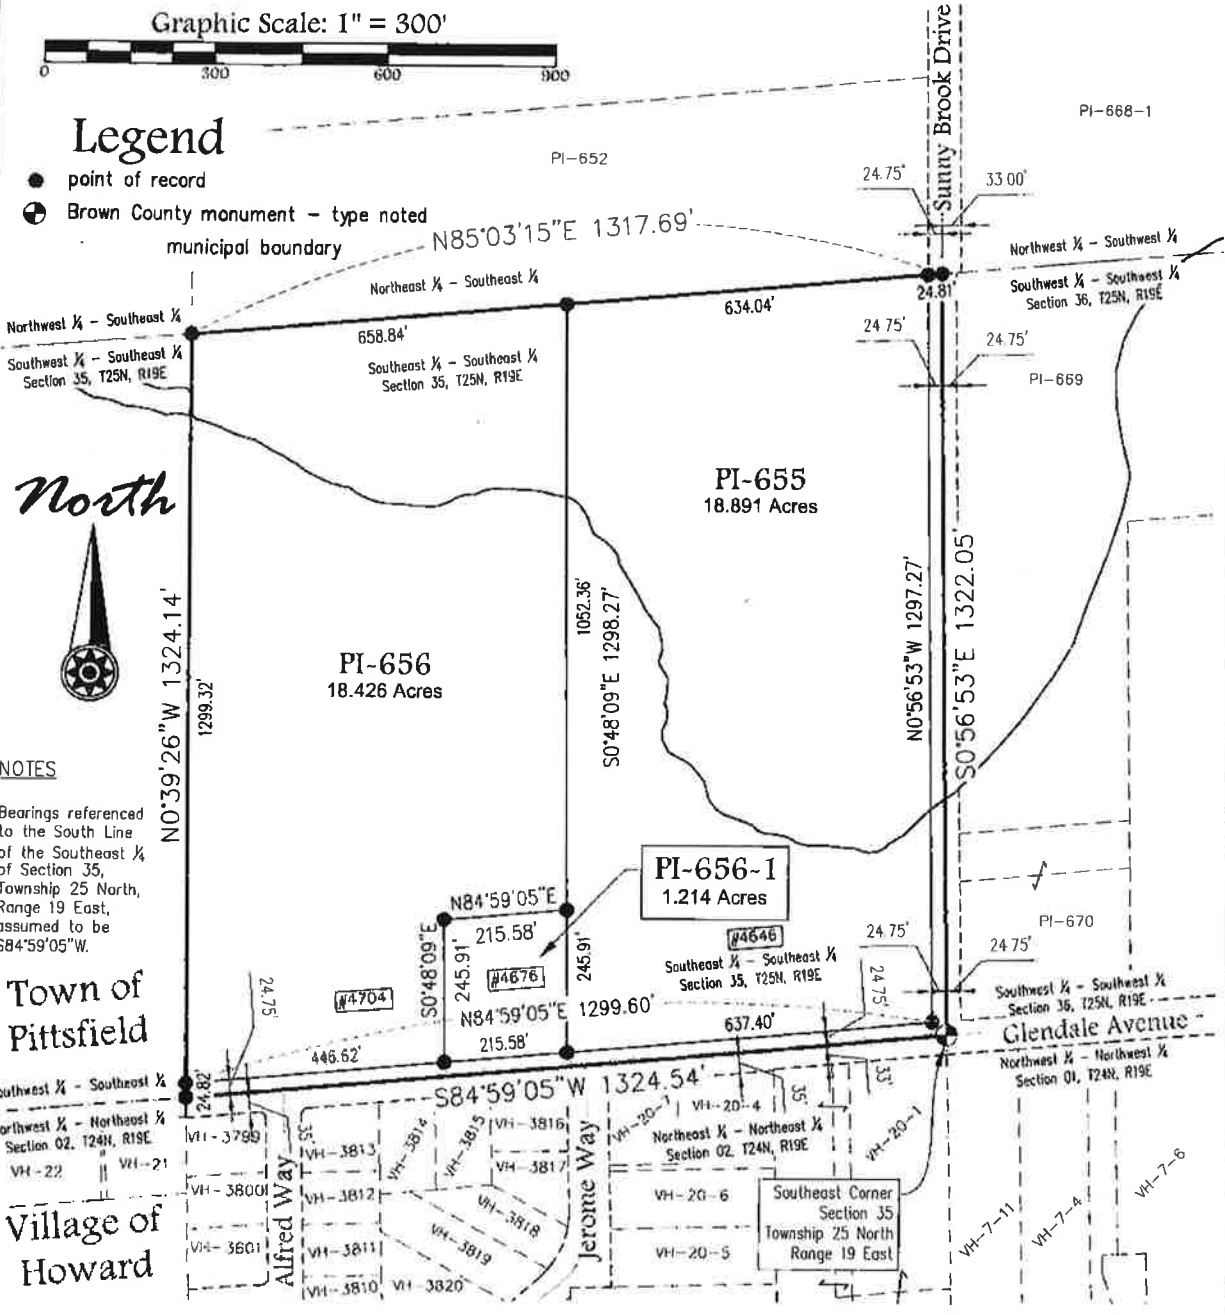 Graphic Scale: 1" = 300'
0 300 600 900
Legend
point of record
Brown County monument - type noted
municipal boundary
Sunny Brook Drive
PI-652
PI-668-1
24.75'
33.00'
N85°03'15"E 1317.69'
Northeast ¼ - Southeast ¼
Northwest ¼ - Southwest ¼
Southwest ¼ - Southwest ¼
Section 36, T25N, R19E
Northwest ¼ - Southeast ¼
Southwest ¼ - Southeast ¼
Section 35, T25N, R19E
658.84'
634.04'
24.81'
Southeast ¼ - Southeast ¼
Section 35, T25N, R19E
24.75'
24.75'
PI-669
North
PI-655
18.891 Acres
PI-656
18.426 Acres
N0°39'26"W 1324.14'
1299.32'
1052.36'
S0°48'09"E 1298.27'
N0°56'53"W 1297.27'
S0°56'53"E 1322.05'
NOTES
Bearings referenced
to the South Line
of the Southeast ¼
of Section 35,
Township 25 North,
Range 19 East,
assumed to be
S84°59'05"W.
PI-656-1
1.214 Acres
N84°59'05"E
215.58'
S0°48'09"E
245.91'
245.91'
#4676
#4646
#4704
Southeast ¼ - Southeast ¼
Section 35, T25N, R19E
24.75'
24.75'
PI-670
Town of
Pittsfield
24.75'
24.75'
N84°59'05"E 1299.60'
446.62'
215.58'
637.40'
Southwest ¼ - Southwest ¼
Section 36, T25N, R19E
Glendale Avenue
Northwest ¼ - Northwest ¼
Section 01, T24N, R19E
outhwest ¼ - Southeast ¼
24.82'
orthwest ¼ - Northeast ¼
Section 02, T24N, R19E
S84°59'05"W 1324.54'
35'
35'
33'
Northeast ¼ - Northeast ¼
Section 02, T24N, R19E
VH-22
VH-21
VH-3799
VH-3800
VH-3801
Alfred Way
VH-3813
VH-3812
VH-3811
VH-3810
VH-3814
VH-3815
VH-3816
VH-3817
VH-3818
VH-3819
VH-3820
Jerome Way
VH-20-1
VH-20-4
VH-20-6
VH-20-5
VH-20-1
Southeast Corner
Section 35
Township 25 North
Range 19 East
VH-7-11
VH-7-4
VH-7-6
Village of
Howard